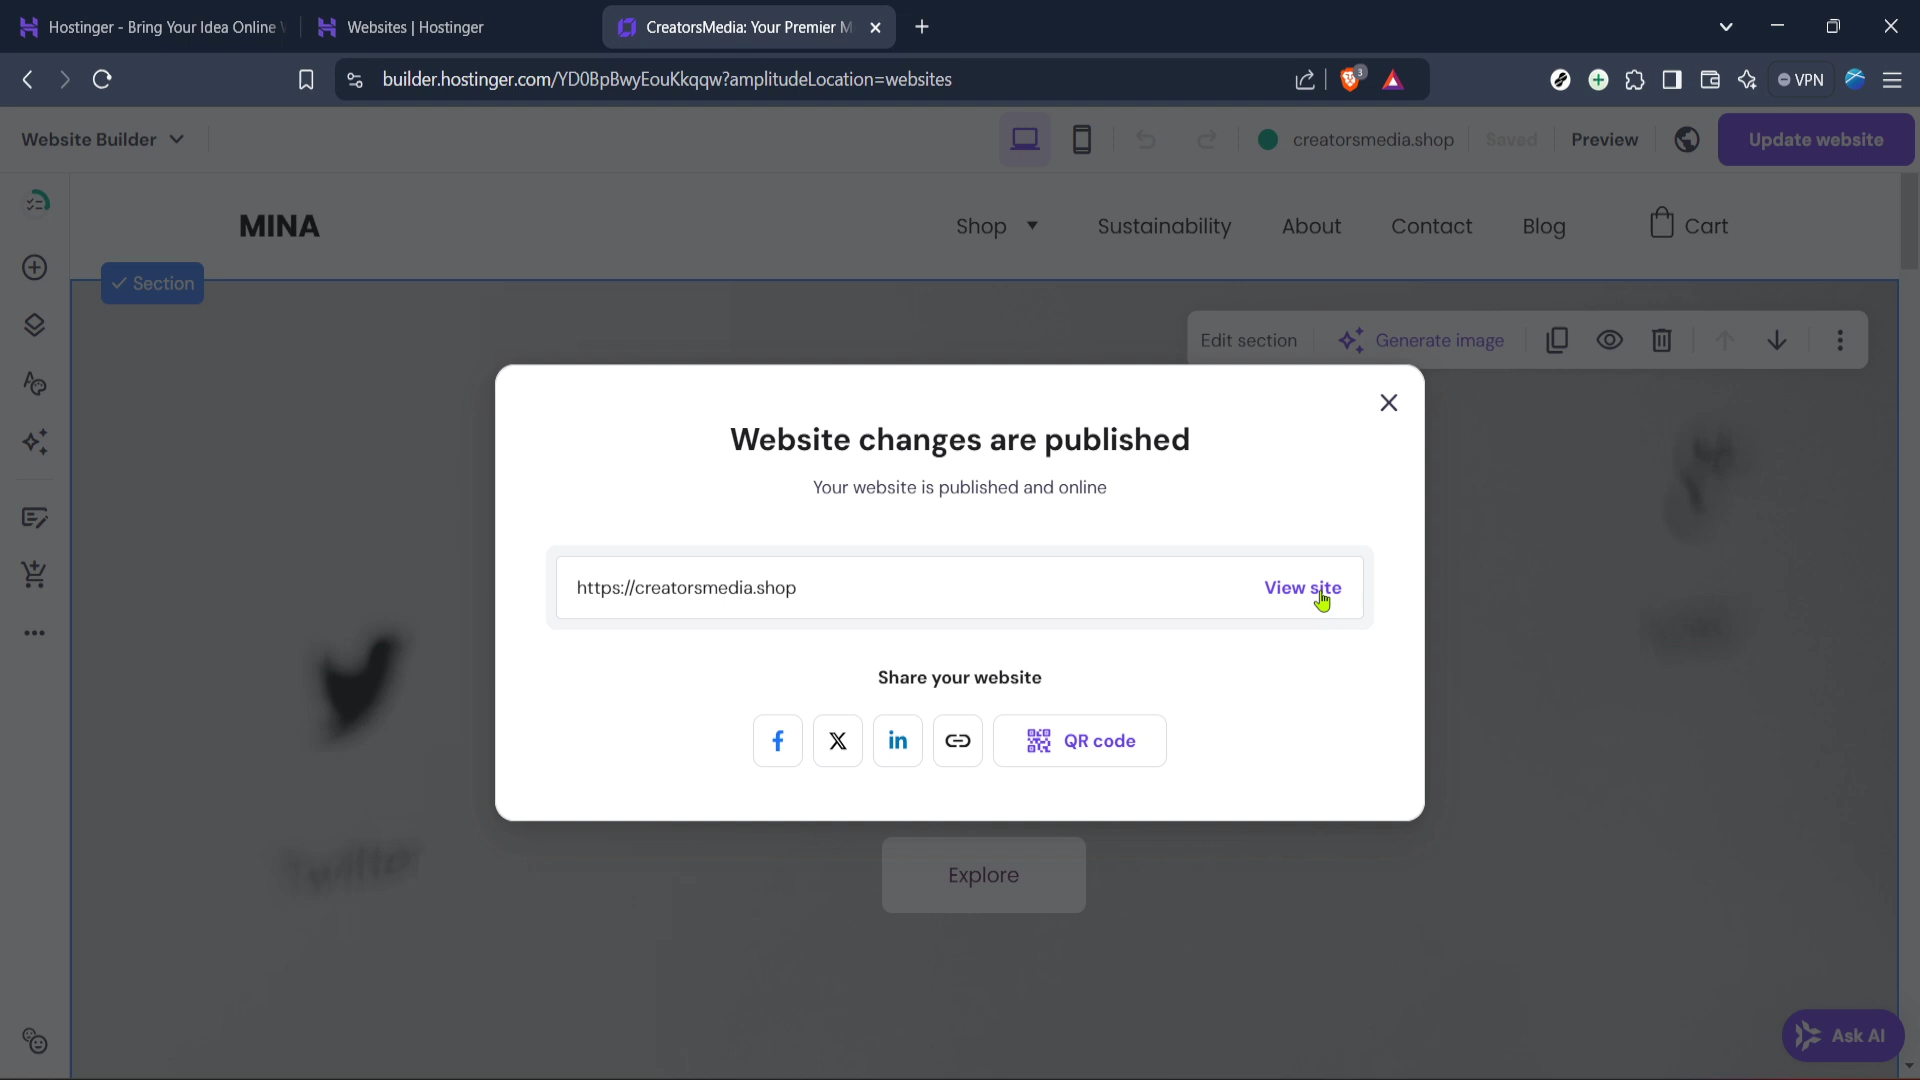 Hostinger - Bring Your Idea Online
Websites | Hostinger
CreatorsMedia: Your Premier M
builder.hostinger.com/YD0BpBwyEouKkqqw?amplitudeLocation=websites
3
VPN
Website Builder
creatorsmedia.shop
Saved
Preview
Update website
MINA
Shop
Sustainability
About
Contact
Blog
Cart
Section
Edit section
Generate image
Website changes are published
Your website is published and online
https://creatorsmedia.shop
View site
Share your website
QR code
Twitter
Explore
Ask AI